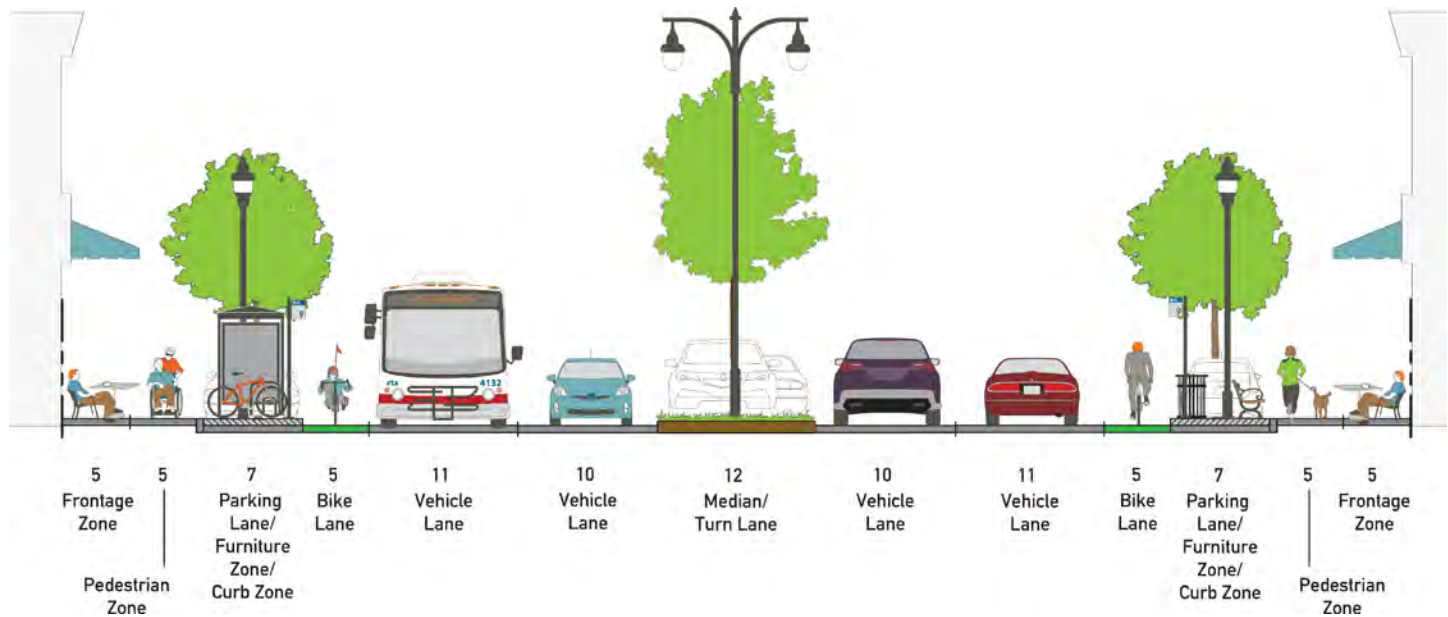 rta
4132
5
Frontage
Zone
5
Pedestrian
Zone
7
Parking
Lane/
Furniture
Zone/
Curb Zone
5
Bike
Lane
11
Vehicle
Lane
10
Vehicle
Lane
12
Median/
Turn Lane
10
Vehicle
Lane
11
Vehicle
Lane
5
Bike
Lane
7
Parking
Lane/
Furniture
Zone/
Curb Zone
5
Pedestrian
Zone
5
Frontage
Zone